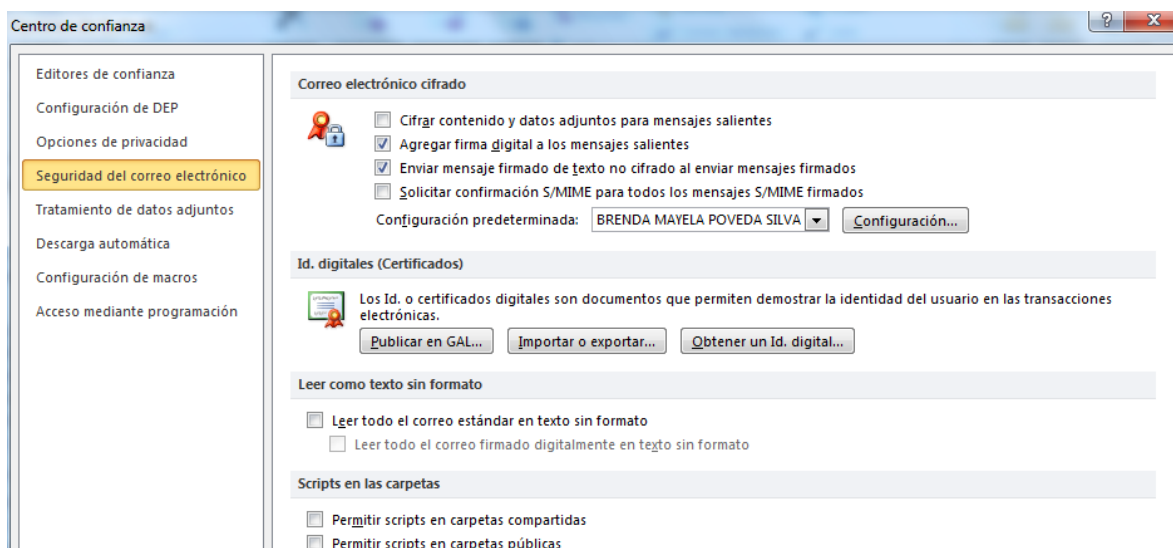 Centro de confianza
?
X
Editores de confianza
Configuración de DEP
Opciones de privacidad
Seguridad del correo electrónico
Tratamiento de datos adjuntos
Descarga automática
Configuración de macros
Acceso mediante programación
Correo electrónico cifrado
Cifrar contenido y datos adjuntos para mensajes salientes
Agregar firma digital a los mensajes salientes
Enviar mensaje firmado de texto no cifrado al enviar mensajes firmados
Solicitar confirmación S/MIME para todos los mensajes S/MIME firmados
Configuración predeterminada: BRENDA MAYELA POVEDA SILVA Configuración...
Id. digitales (Certificados)
Los Id. o certificados digitales son documentos que permiten demostrar la identidad del usuario en las transacciones
electrónicas.
Publicar en GAL... Importar o exportar... Obtener un Id. digital...
Leer como texto sin formato
Leer todo el correo estándar en texto sin formato
Leer todo el correo firmado digitalmente en texto sin formato
Scripts en las carpetas
Permitir scripts en carpetas compartidas
Permitir scripts en carpetas públicas